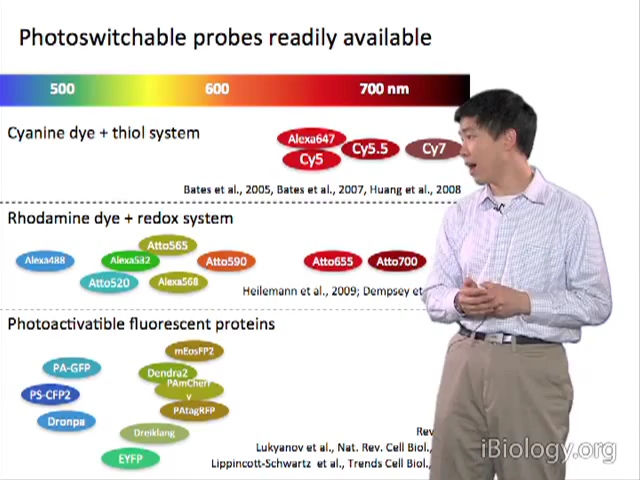 Photoswitchable probes readily available
500 600 700 nm
Cyanine dye + thiol system
Alexa647
Cy5 Cy5.5 Cy7
Bates et al., 2005, Bates et al., 2007, Huang et al., 2008
Rhodamine dye + redox system
Atto565
Alexa488 Alexa532 Atto590 Atto655 Atto700
Atto520 Alexa568
Heilemann et al., 2009; Dempsey et
Photoactivatible fluorescent proteins
mEosFP2
PA-GFP Dendra2
PAmCherr
y
PS-CFP2
PAtagRFP
Dronpa
Dreiklang
Rev
EYFP
Lukyanov et al., Nat. Rev. Cell Biol.,
Lippincott-Schwartz et al., Trends Cell Biol.,
iBiology.org